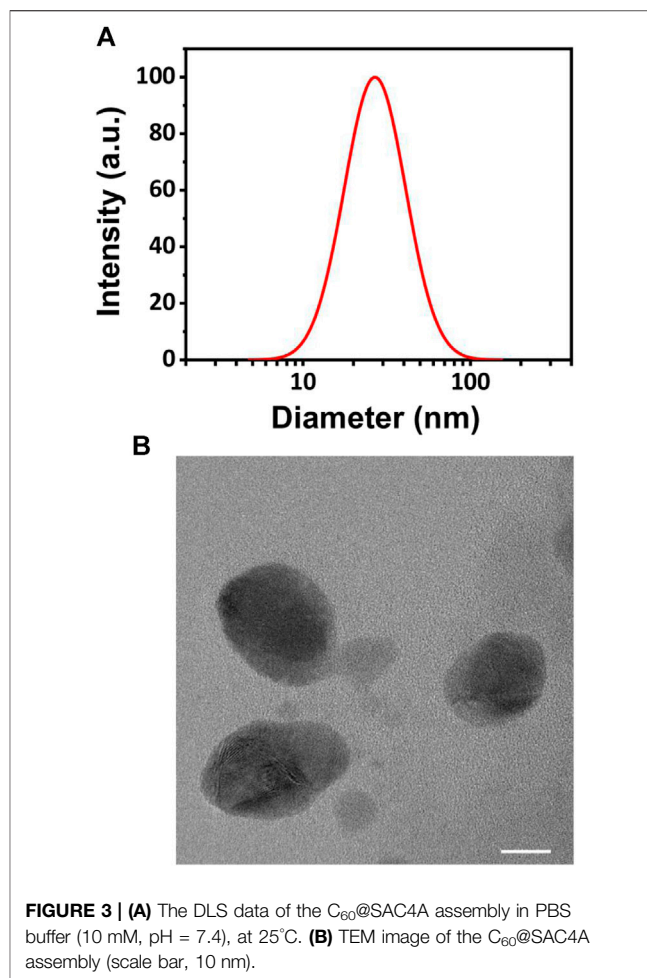 A
Intensity (a.u.)
100
80
60
40
20
0
10
100
Diameter (nm)
B
FIGURE 3 | (A) The DLS data of the C₆₀@SAC4A assembly in PBS
buffer (10 mM, pH = 7.4), at 25°C. (B) TEM image of the C₆₀@SAC4A
assembly (scale bar, 10 nm).